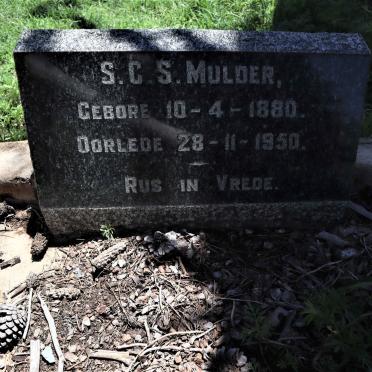 S. C. S. MULDER,
GEBORE 10-4-1880.
OORLEDE 28-11-1950.
RUS IN VREDE.